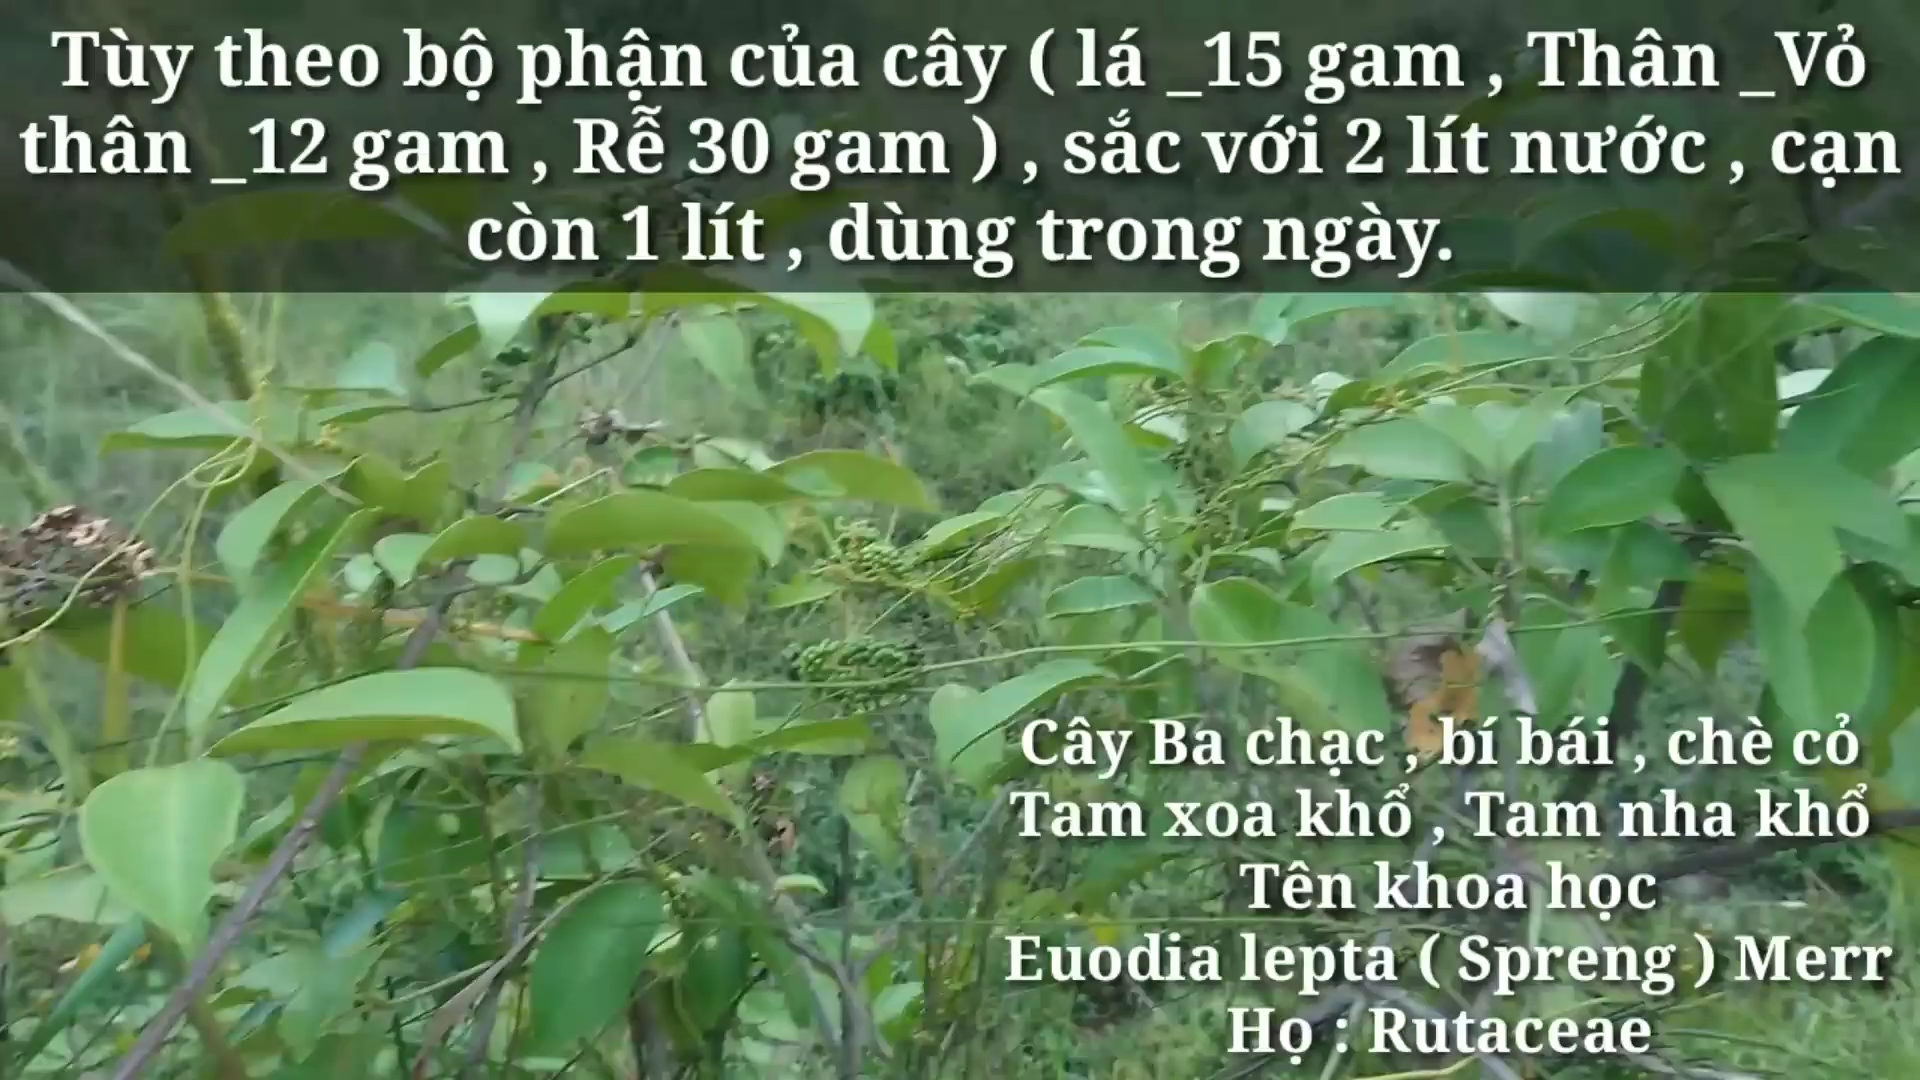 Tùy theo bộ phận của cây ( lá _15 gam , Thân _Vỏ
thân _12 gam , Rễ 30 gam ) , sắc với 2 lít nước , cạn
còn 1 lít , dùng trong ngày.
Cây Ba chạc , bí bái , chè cỏ
Tam xoa khổ , Tam nha khổ
Tên khoa học
Euodia lepta ( Spreng ) Merr
Họ : Rutaceae